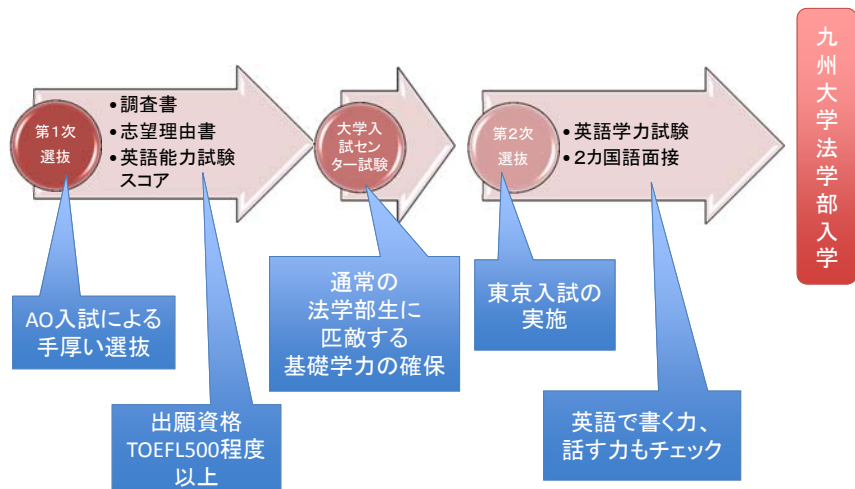 第1次
選抜
•調査書
•志望理由書
•英語能力試験
スコア
大学入
試セン
ター試験
第2次
選抜
•英語学力試験
•2カ国語面接
九州大学法学部入学
AO入試による
手厚い選抜
出願資格
TOEFL500程度
以上
通常の
法学部生に
匹敵する
基礎学力の確保
東京入試の
実施
英語で書く力、
話す力もチェック